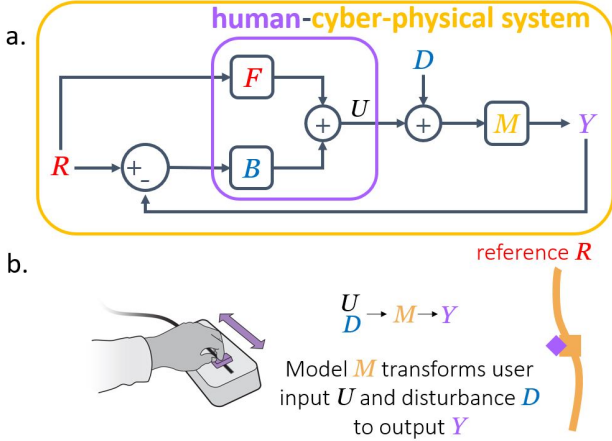 a.
human-cyber-physical system
F
D
U
+
+
M
Y
R
+
-
B
b.
reference R
U
D → M → Y
Model M transforms user
input U and disturbance D
to output Y